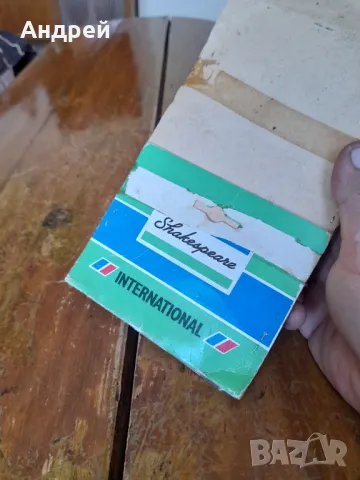 Андрей
Shakespeare
INTERNATIONAL
BAZAR